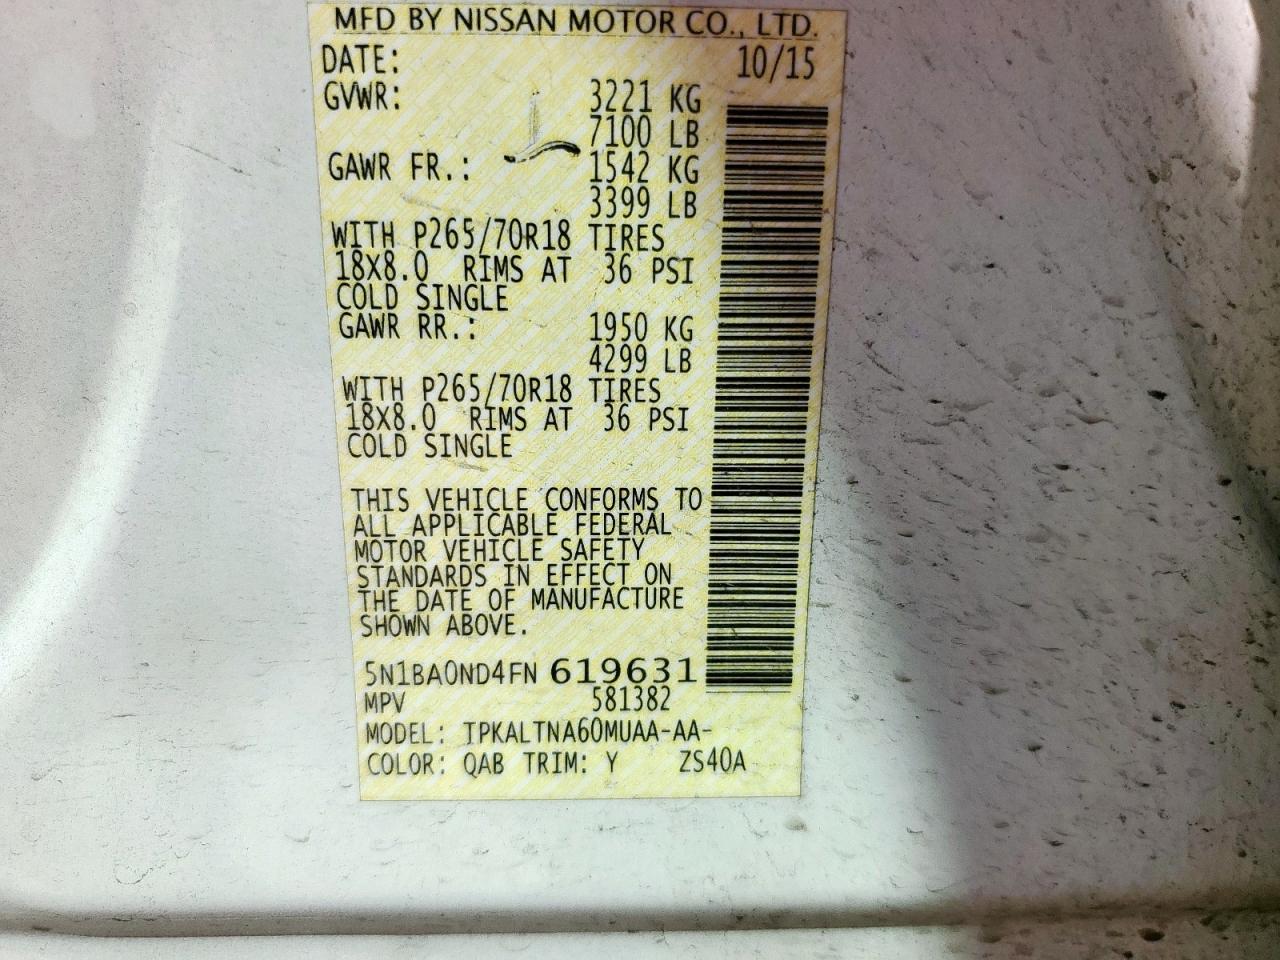 MFD BY NISSAN MOTOR CO., LTD.
DATE: 10/15
GVWR: 3221 KG
7100 LB
GAWR FR.: 1542 KG
3399 LB
WITH P265/70R18 TIRES
18X8.0 RIMS AT 36 PSI
COLD SINGLE
GAWR RR.: 1950 KG
4299 LB
WITH P265/70R18 TIRES
18X8.0 RIMS AT 36 PSI
COLD SINGLE
THIS VEHICLE CONFORMS TO
ALL APPLICABLE FEDERAL
MOTOR VEHICLE SAFETY
STANDARDS IN EFFECT ON
THE DATE OF MANUFACTURE
SHOWN ABOVE.
5N1BA0ND4FN 619631
MPV 581382
MODEL: TPKALTNA60MUAA-AA-
COLOR: QAB TRIM: Y ZS40A